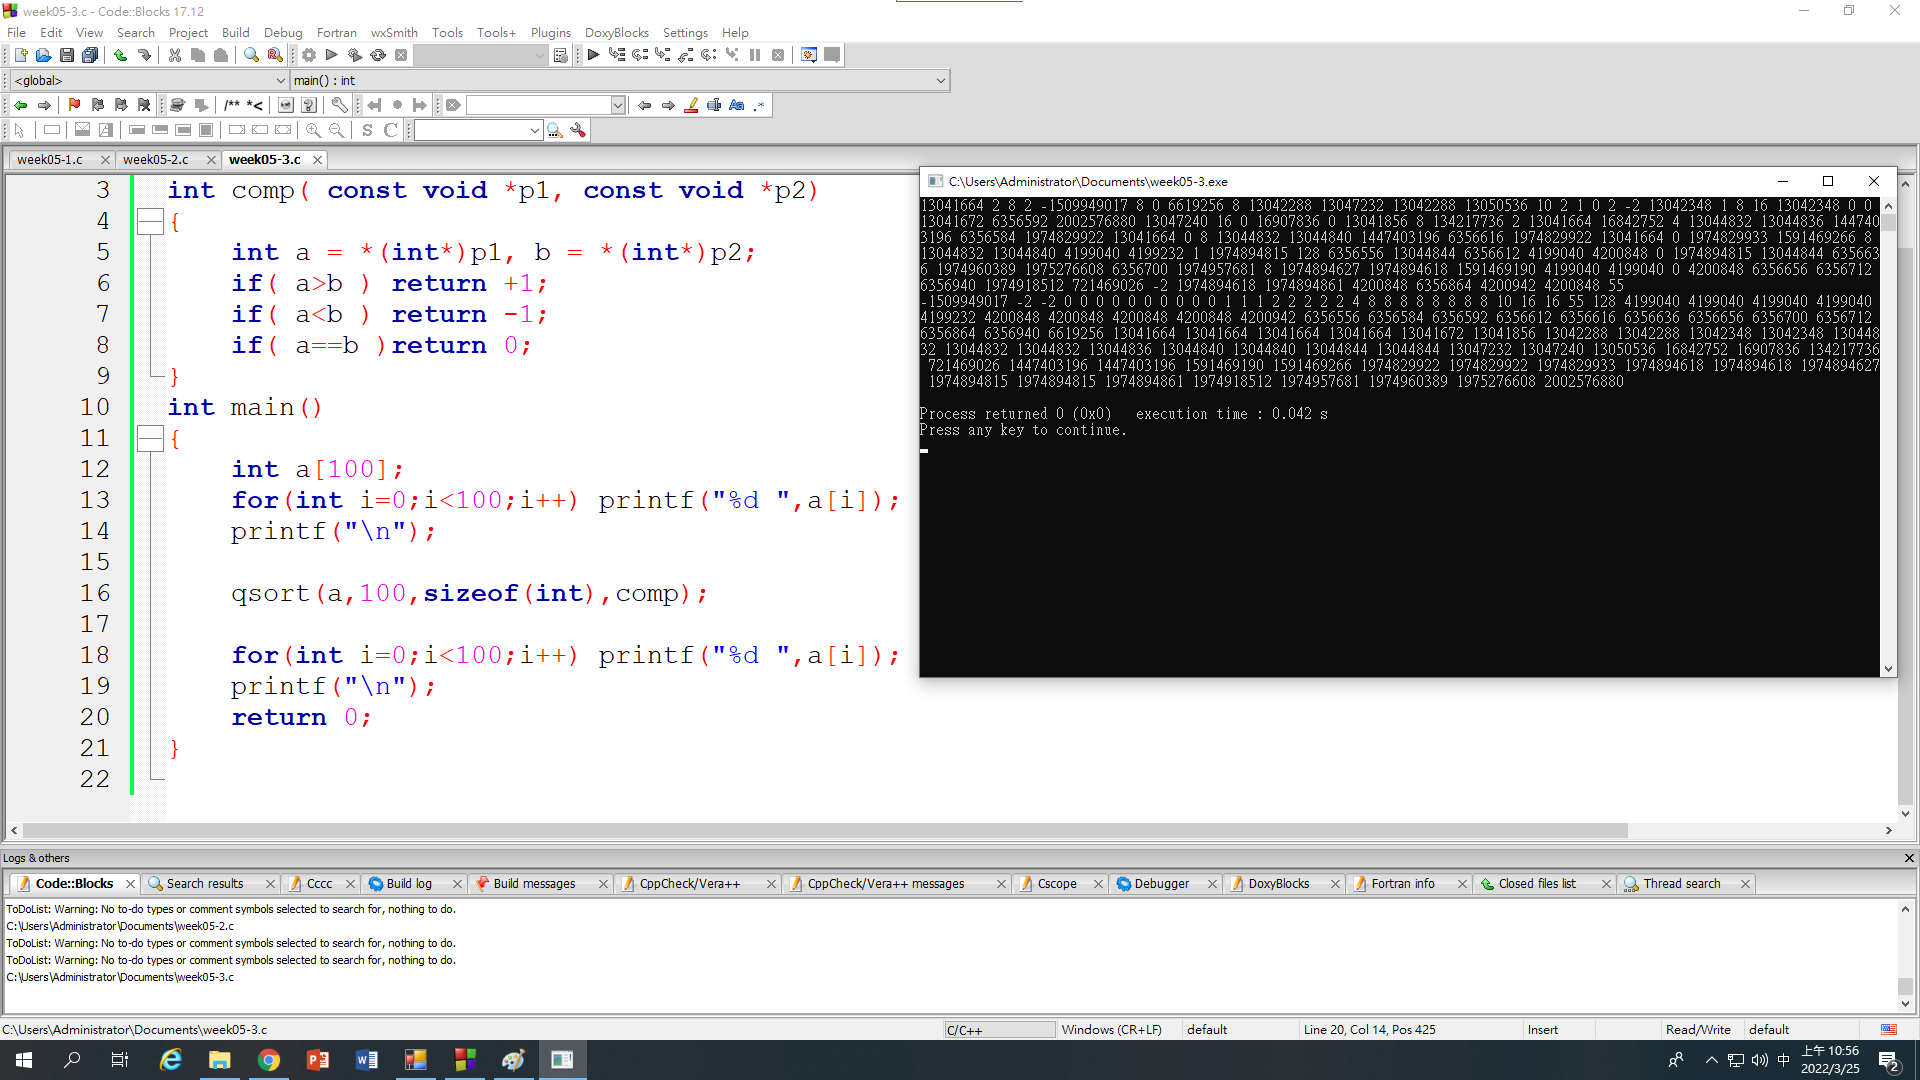 week05-3.c - Code::Blocks 17.12
File Edit View Search Project Build Debug Fortran wxSmith Tools Tools+ Plugins DoxyBlocks Settings Help
<global> main() : int
/** *<
Aa .*
S C
week05-1.c week05-2.c week05-3.c
3 int comp( const void *p1, const void *p2)
4 {
5 int a = *(int*)p1, b = *(int*)p2;
6 if( a>b ) return +1;
7 if( a<b ) return -1;
8 if( a==b )return 0;
9 }
10 int main()
11 {
12 int a[100];
13 for(int i=0;i<100;i++) printf("%d ",a[i]);
14 printf("\n");
15
16 qsort(a,100,sizeof(int),comp);
17
18 for(int i=0;i<100;i++) printf("%d ",a[i]);
19 printf("\n");
20 return 0;
21 }
22
C:\Users\Administrator\Documents\week05-3.exe
13041664 2 8 2 -1509949017 8 0 6619256 8 13042288 13047232 13042288 13050536 10 2 1 0 2 -2 13042348 1 8 16 13042348 0 0
13041672 6356592 2002576880 13047240 16 0 16907836 0 13041856 8 134217736 2 13041664 16842752 4 13044832 13044836 144740
3196 6356584 1974829922 13041664 0 8 13044832 13044840 1447403196 6356616 1974829922 13041664 0 1974829933 1591469266 8
13044832 13044840 4199040 4199232 1 1974894815 128 6356556 13044844 6356612 4199040 4200848 0 1974894815 13044844 635663
6 1974960389 1975276608 6356700 1974957681 8 1974894627 1974894618 1591469190 4199040 4199040 0 4200848 6356656 6356712
6356940 1974918512 721469026 -2 1974894618 1974894861 4200848 6356864 4200942 4200848 55
-1509949017 -2 -2 0 0 0 0 0 0 0 0 0 0 1 1 1 2 2 2 2 2 4 8 8 8 8 8 8 8 8 10 16 16 55 128 4199040 4199040 4199040 4199040
4199232 4200848 4200848 4200848 4200848 4200942 6356556 6356584 6356592 6356612 6356616 6356636 6356656 6356700 6356712
6356864 6356940 6619256 13041664 13041664 13041664 13041664 13041672 13041856 13042288 13042288 13042348 13042348 130448
32 13044832 13044832 13044836 13044840 13044840 13044844 13044844 13047232 13047240 13050536 16842752 16907836 134217736
721469026 1447403196 1447403196 1591469190 1591469266 1974829922 1974829922 1974829933 1974894618 1974894618 1974894627
1974894815 1974894815 1974894861 1974918512 1974957681 1974960389 1975276608 2002576880
Process returned 0 (0x0) execution time : 0.042 s
Press any key to continue.
Logs & others
Code::Blocks Search results Cccc Build log Build messages CppCheck/Vera++ CppCheck/Vera++ messages Cscope Debugger DoxyBlocks Fortran info Closed files list Thread search
ToDoList: Warning: No to-do types or comment symbols selected to search for, nothing to do.
C:\Users\Administrator\Documents\week05-2.c
ToDoList: Warning: No to-do types or comment symbols selected to search for, nothing to do.
ToDoList: Warning: No to-do types or comment symbols selected to search for, nothing to do.
C:\Users\Administrator\Documents\week05-3.c
C:\Users\Administrator\Documents\week05-3.c C/C++ Windows (CR+LF) default Line 20, Col 14, Pos 425 Insert Read/Write default
中 上午 10:56
2022/3/25
2